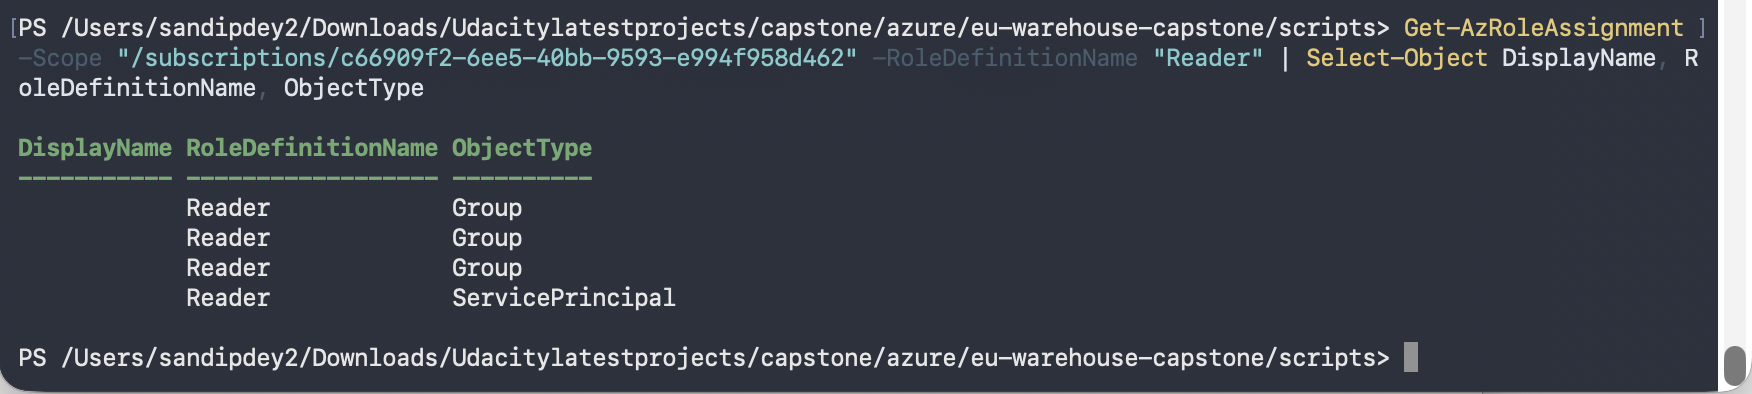 [PS /Users/sandipdey2/Downloads/Udacitylatestprojects/capstone/azure/eu-warehouse-capstone/scripts> Get-AzRoleAssignment ]
-Scope "/subscriptions/c66909f2-6ee5-40bb-9593-e994f958d462" -RoleDefinitionName "Reader" | Select-Object DisplayName, R
oleDefinitionName, ObjectType
DisplayName RoleDefinitionName ObjectType
----------- ------------------ ----------
Reader Group
Reader Group
Reader Group
Reader ServicePrincipal
PS /Users/sandipdey2/Downloads/Udacitylatestprojects/capstone/azure/eu-warehouse-capstone/scripts>